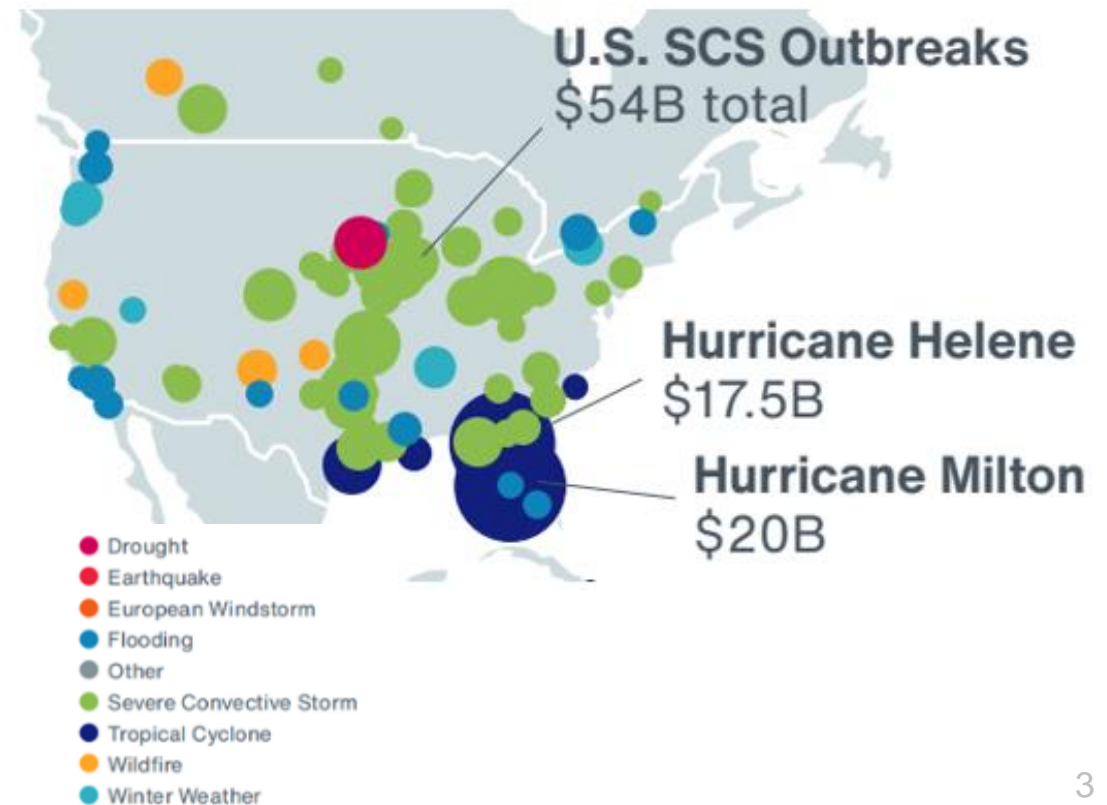 U.S. SCS Outbreaks
$54B total
Hurricane Helene
$17.5B
Hurricane Milton
$20B
Drought
Earthquake
European Windstorm
Flooding
Other
Severe Convective Storm
Tropical Cyclone
Wildfire
Winter Weather
3